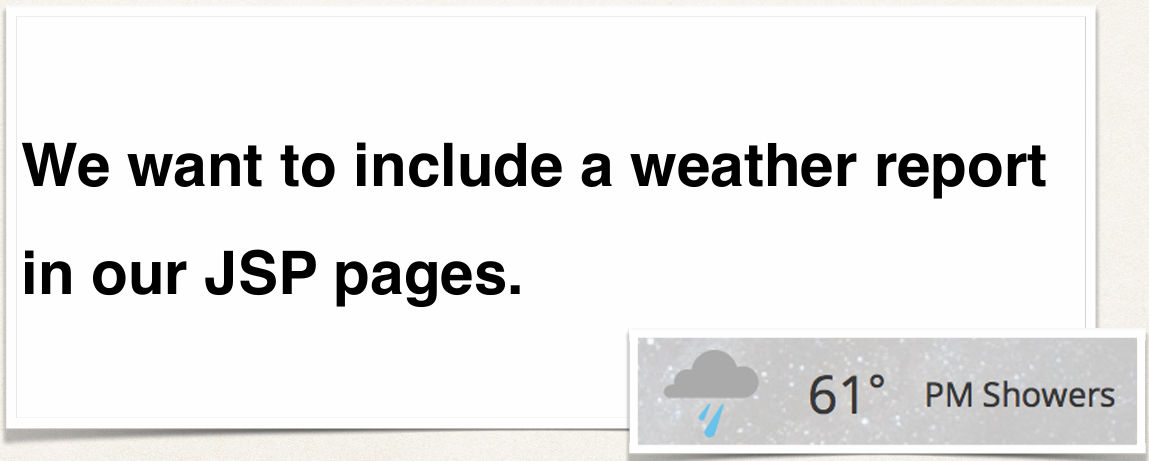 We want to include a weather report
in our JSP pages.
61° PM Showers